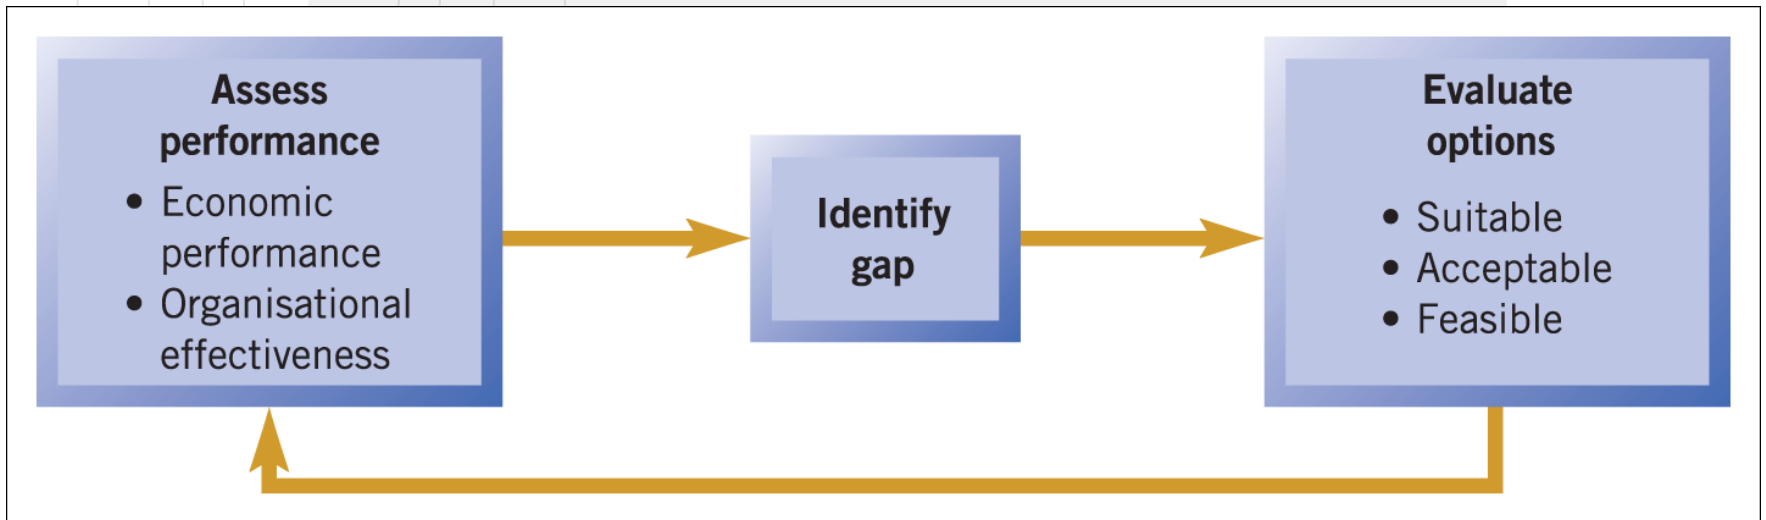 Assess
performance
• Economic
performance
• Organisational
effectiveness
Identify
gap
Evaluate
options
• Suitable
• Acceptable
• Feasible